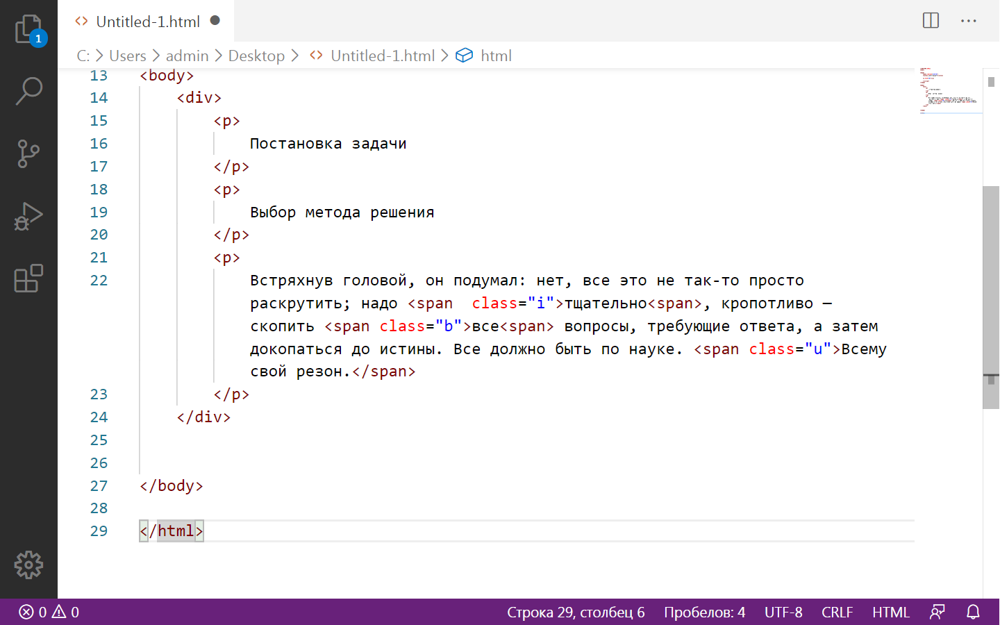 Untitled-1.html
1
C: Users admin Desktop Untitled-1.html html
13 <body>
14 <div>
15 <p>
16 Постановка задачи
17 </p>
18 <p>
19 Выбор метода решения
20 </p>
21 <p>
22 Встряхнув головой, он подумал: нет, все это не так-то просто
раскрутить; надо <span  class="i">тщательно<span>, кропотливо —
скопить <span class="b">все<span> вопросы, требующие ответа, а затем
докопаться до истины. Все должно быть по науке. <span class="u">Всему
свой резон.</span>
23 </p>
24 </div>
25
26
27 </body>
28
29 </html>
0 0 Строка 29, столбец 6 Пробелов: 4 UTF-8 CRLF HTML